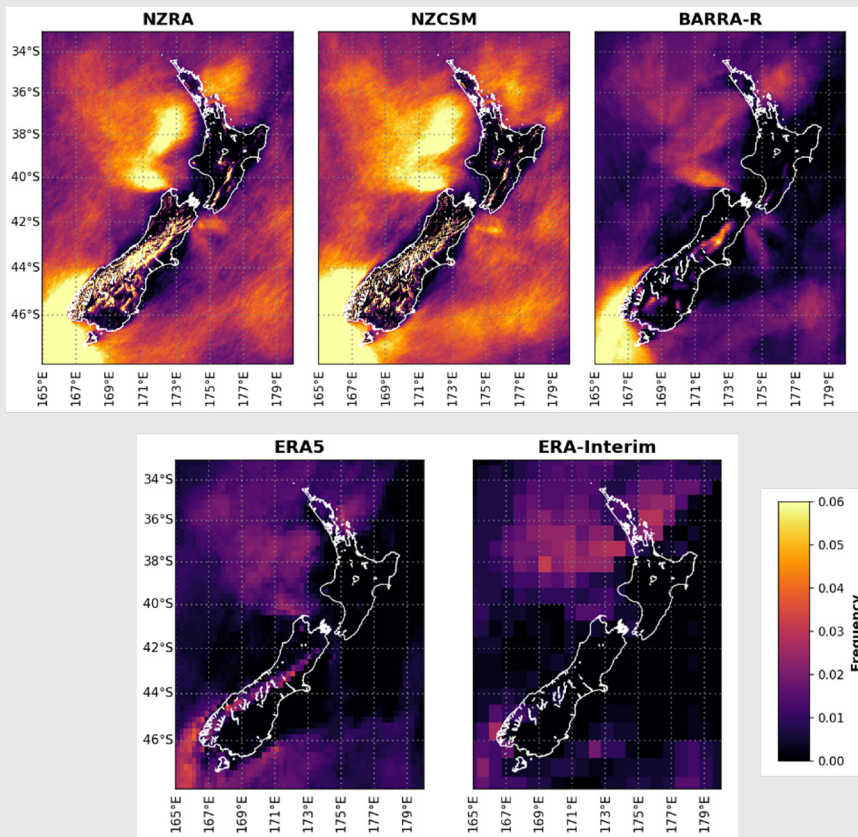 NZRA
NZCSM
BARRA-R
34°S
36°S
38°S
40°S
42°S
44°S
46°S
165°E
167°E
169°E
171°E
173°E
175°E
177°E
179°E
165°E
167°E
169°E
171°E
173°E
175°E
177°E
179°E
165°E
167°E
169°E
171°E
173°E
175°E
177°E
179°E
ERA5
ERA-Interim
34°S
36°S
38°S
40°S
42°S
44°S
46°S
165°E
167°E
169°E
171°E
173°E
175°E
177°E
179°E
165°E
167°E
169°E
171°E
173°E
175°E
177°E
179°E
0.06
0.05
0.04
0.03
0.02
0.01
0.00
Frequency